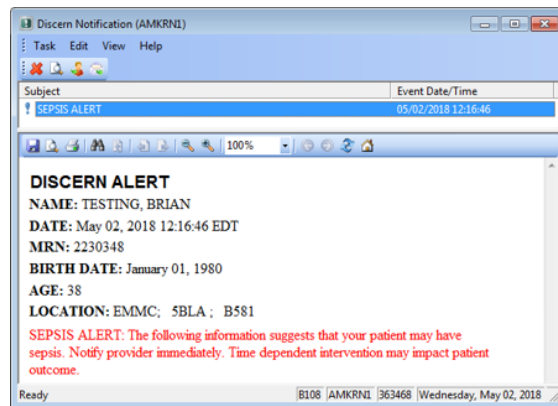 Discern Notification (AMKRN1)
Task Edit View Help
Subject Event Date/Time
SEPSIS ALERT 05/02/2018 12:16:46
100%
DISCERN ALERT
NAME: TESTING, BRIAN
DATE: May 02, 2018 12:16:46 EDT
MRN: 2230348
BIRTH DATE: January 01, 1980
AGE: 38
LOCATION: EMMC; 5BLA ; B581
SEPSIS ALERT: The following information suggests that your patient may have
sepsis. Notify provider immediately. Time dependent intervention may impact patient
outcome.
Ready B108 AMKRN1 363468 Wednesday, May 02, 2018